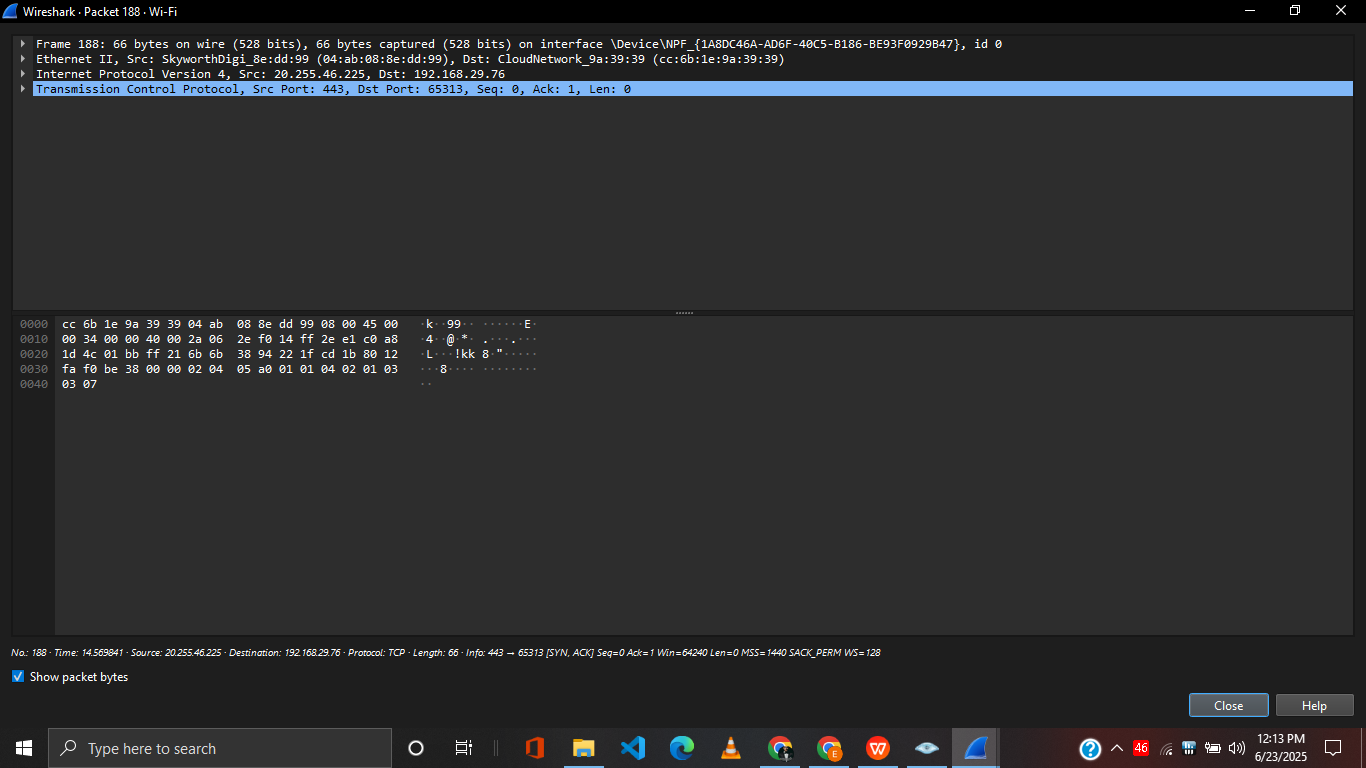 Wireshark · Packet 188 · Wi-Fi
Frame 188: 66 bytes on wire (528 bits), 66 bytes captured (528 bits) on interface \Device\NPF_{1A8DC46A-AD6F-40C5-B186-BE93F0929B47}, id 0
Ethernet II, Src: SkyworthDigi_8e:dd:99 (04:ab:08:8e:dd:99), Dst: CloudNetwork_9a:39:39 (cc:6b:1e:9a:39:39)
Internet Protocol Version 4, Src: 20.255.46.225, Dst: 192.168.29.76
Transmission Control Protocol, Src Port: 443, Dst Port: 65313, Seq: 0, Ack: 1, Len: 0
0000 cc 6b 1e 9a 39 39 04 ab 08 8e dd 99 08 00 45 00 ·k··99·· ······E·
0010 00 34 00 00 40 00 2a 06 2e f0 14 ff 2e e1 c0 a8 ·4··@·*· .···.···
0020 1d 4c 01 bb ff 21 6b 6b 38 94 22 1f cd 1b 80 12 ·L···!kk 8·"·····
0030 fa f0 be 38 00 00 02 04 05 a0 01 01 04 02 01 03 ···8···· ········
0040 03 07 ··
No.: 188 · Time: 14.569841 · Source: 20.255.46.225 · Destination: 192.168.29.76 · Protocol: TCP · Length: 66 · Info: 443 → 65313 [SYN, ACK] Seq=0 Ack=1 Win=64240 Len=0 MSS=1440 SACK_PERM WS=128
Show packet bytes
Close Help
Type here to search
46
12:13 PM
6/23/2025